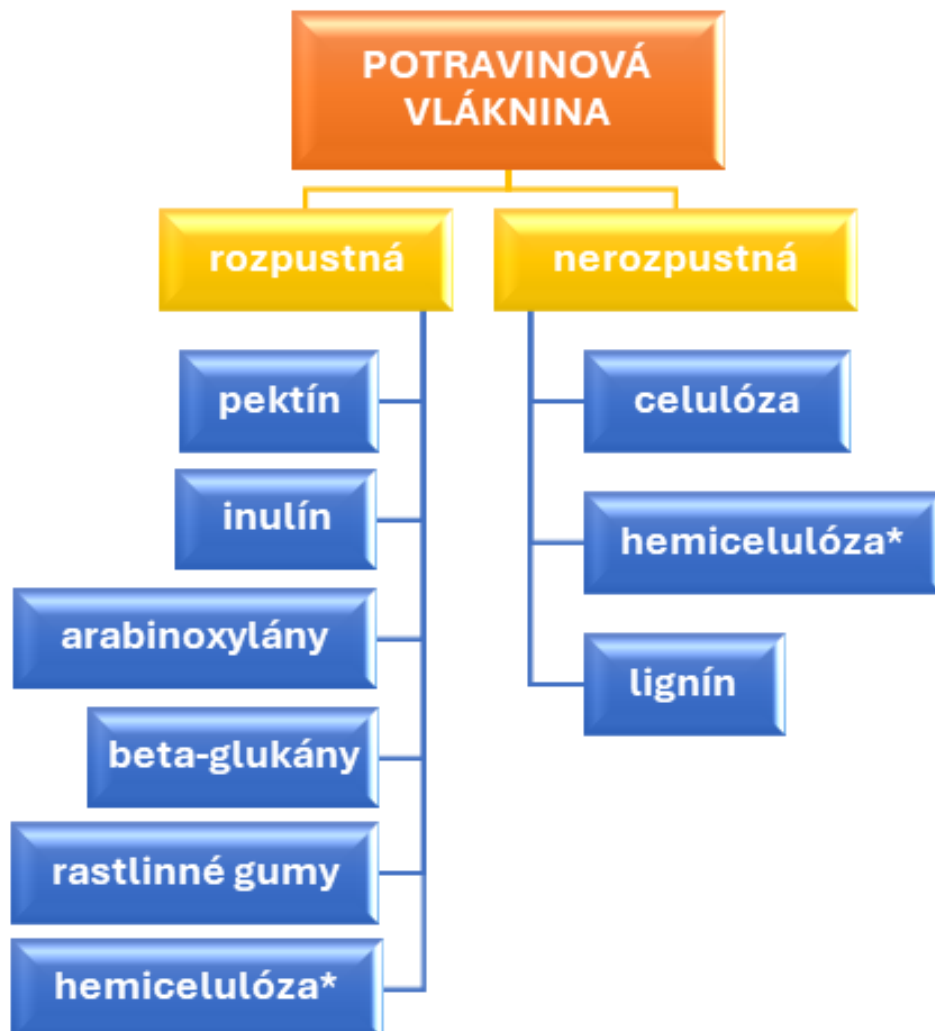 POTRAVINOVÁ
VLÁKNINA
rozpustná
nerozpustná
pektín
inulín
arabinoxylány
beta-glukány
rastlinné gumy
hemicelulóza*
celulóza
hemicelulóza*
lignín